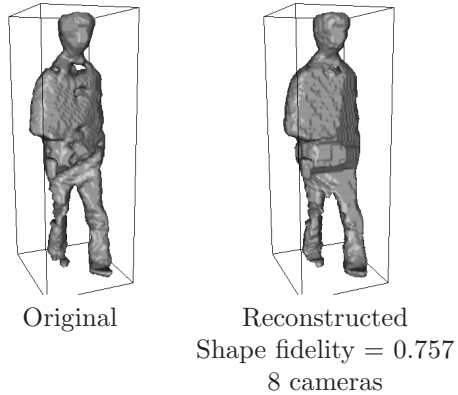 Original
Reconstructed
Shape fidelity = 0.757
8 cameras